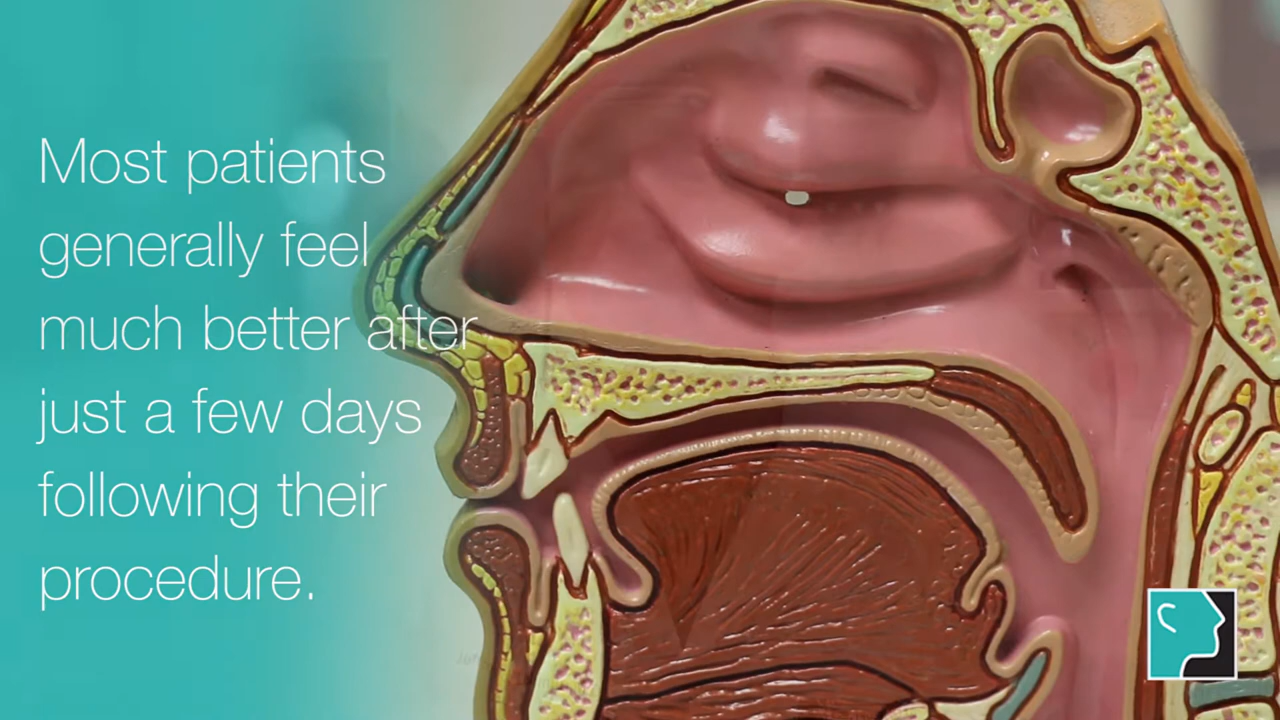 Most patients
generally feel
much better after
just a few days
following their
procedure.